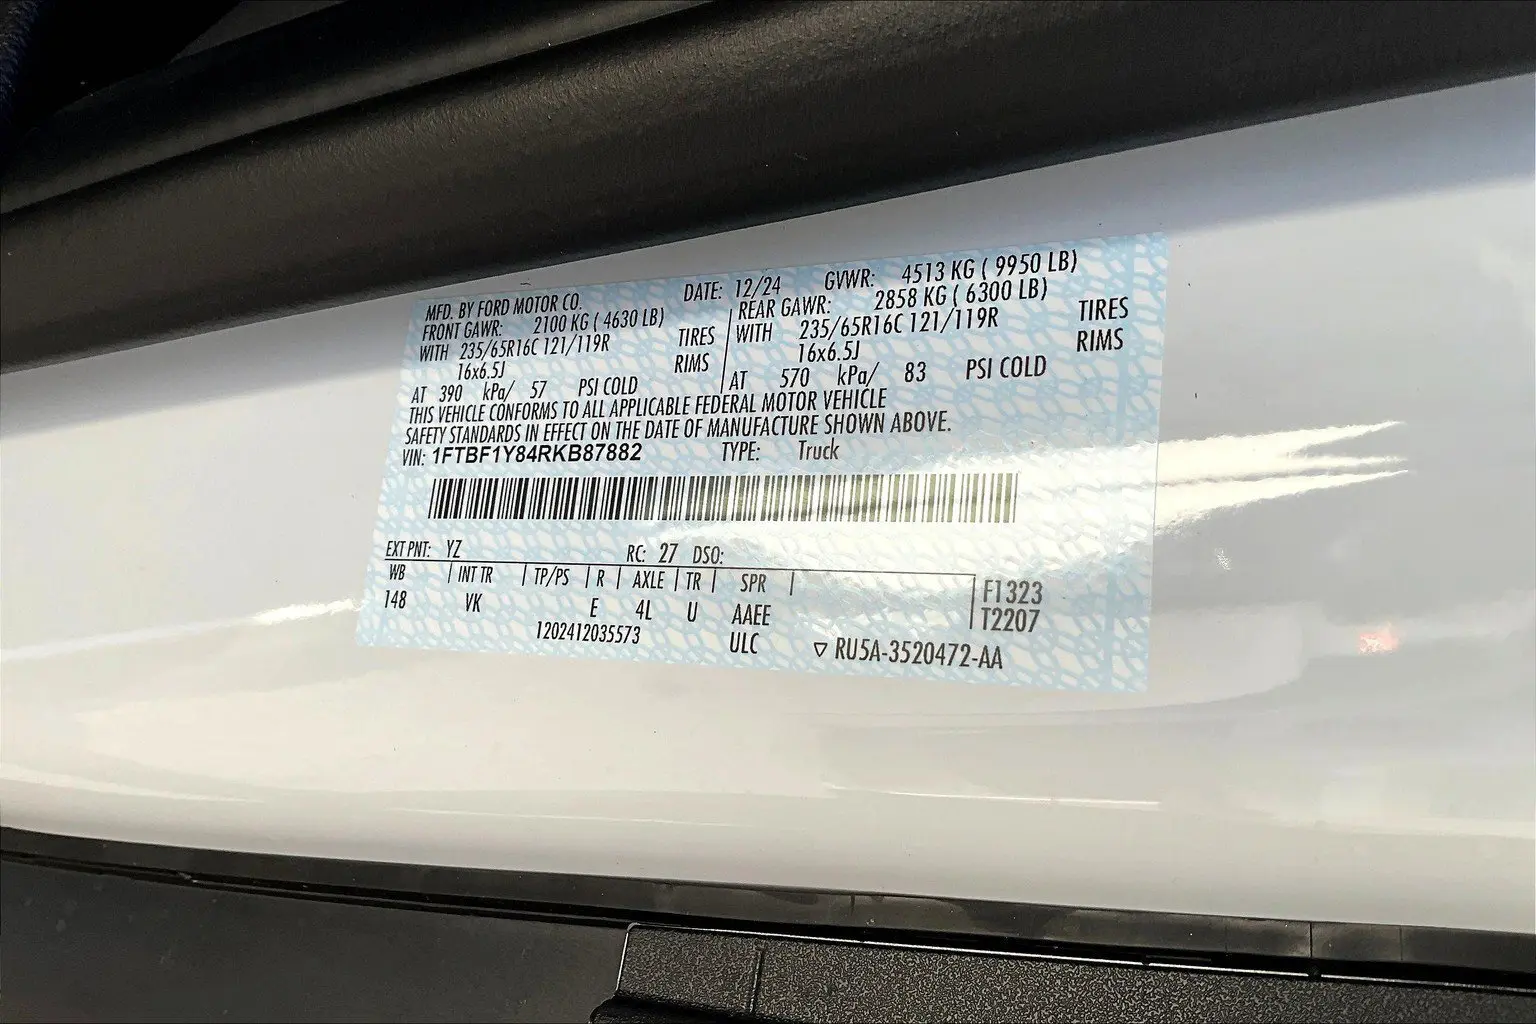 MFD. BY FORD MOTOR CO. DATE: 12/24 GVWR: 4513 KG ( 9950 LB)
FRONT GAWR: 2100 KG ( 4630 LB) REAR GAWR: 2858 KG ( 6300 LB)
WITH 235/65R16C 121/119R TIRES WITH 235/65R16C 121/119R TIRES
16x6.5J RIMS 16x6.5J RIMS
AT 390 kPa/ 57 PSI COLD AT 570 kPa/ 83 PSI COLD
THIS VEHICLE CONFORMS TO ALL APPLICABLE FEDERAL MOTOR VEHICLE
SAFETY STANDARDS IN EFFECT ON THE DATE OF MANUFACTURE SHOWN ABOVE.
VIN: 1FTBF1Y84RKB87882 TYPE: Truck
EXT PNT: YZ RC: 27 DSO:
WB INT TR TP/PS R AXLE TR SPR F1323
148 VK E 4L U AAEE T2207
1202412035573 ULC ▽ RU5A-3520472-AA